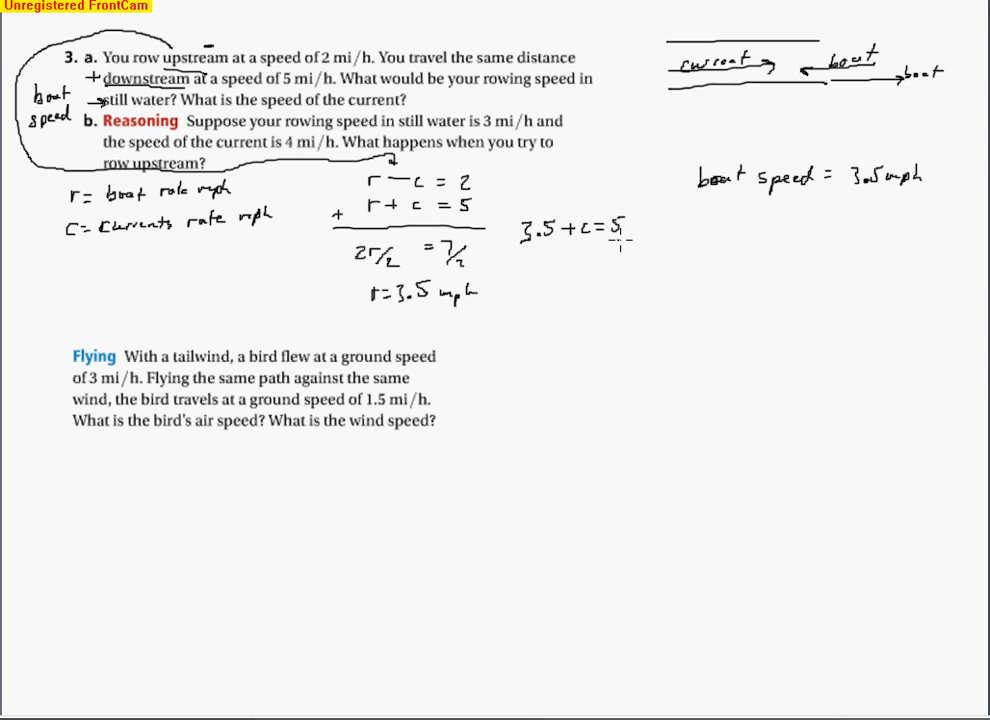 Unregistered FrontCam
3. a. You row upstream at a speed of 2 mi/h. You travel the same distance
+ downstream at a speed of 5 mi/h. What would be your rowing speed in
still water? What is the speed of the current?
b. Reasoning Suppose your rowing speed in still water is 3 mi/h and
the speed of the current is 4 mi/h. What happens when you try to
row upstream?
boat
speed
current
boat
boat
r = boat rate mph
c = currents rate mph
r - c = 2
+ r + c = 5
2r/2 = 7/2
r = 3.5 mph
3.5 + c = 5
boat speed = 3.5 mph
Flying With a tailwind, a bird flew at a ground speed
of 3 mi/h. Flying the same path against the same
wind, the bird travels at a ground speed of 1.5 mi/h.
What is the bird's air speed? What is the wind speed?